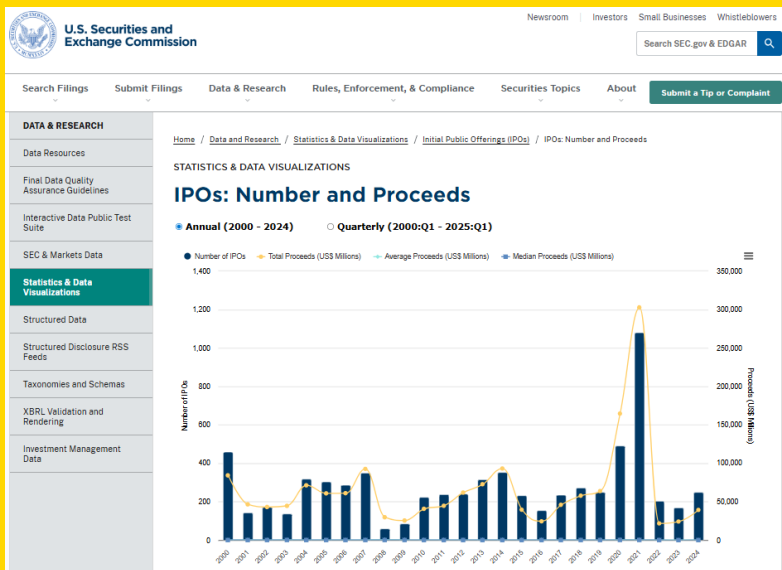 Newsroom Investors Small Businesses Whistleblowers
U.S. Securities and
Exchange Commission
Search SEC.gov & EDGAR
Search Filings Submit Filings Data & Research Rules, Enforcement, & Compliance Securities Topics About Submit a Tip or Complaint
DATA & RESEARCH
Data Resources
Final Data Quality
Assurance Guidelines
Interactive Data Public Test
Suite
SEC & Markets Data
Statistics & Data
Visualizations
Structured Data
Structured Disclosure RSS
Feeds
Taxonomies and Schemas
XBRL Validation and
Rendering
Investment Management
Data
Home / Data and Research / Statistics & Data Visualizations / Initial Public Offerings (IPOs) / IPOs: Number and Proceeds
STATISTICS & DATA VISUALIZATIONS
IPOs: Number and Proceeds
Annual (2000 - 2024) Quarterly (2000:Q1 - 2025:Q1)
Number of IPOs Total Proceeds (US$ Millions) Average Proceeds (US$ Millions) Median Proceeds (US$ Millions)
1,400 350,000
1,200 300,000
1,000 250,000
800 200,000
600 150,000
400 100,000
200 50,000
0 0
Number of IPOs
Proceeds (US$ Millions)
2000 2001 2002 2003 2004 2005 2006 2007 2008 2009 2010 2011 2012 2013 2014 2015 2016 2017 2018 2019 2020 2021 2022 2023 2024